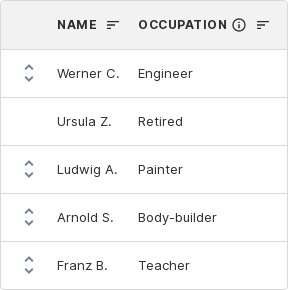 NAME OCCUPATION
Werner C. Engineer
Ursula Z. Retired
Ludwig A. Painter
Arnold S. Body-builder
Franz B. Teacher